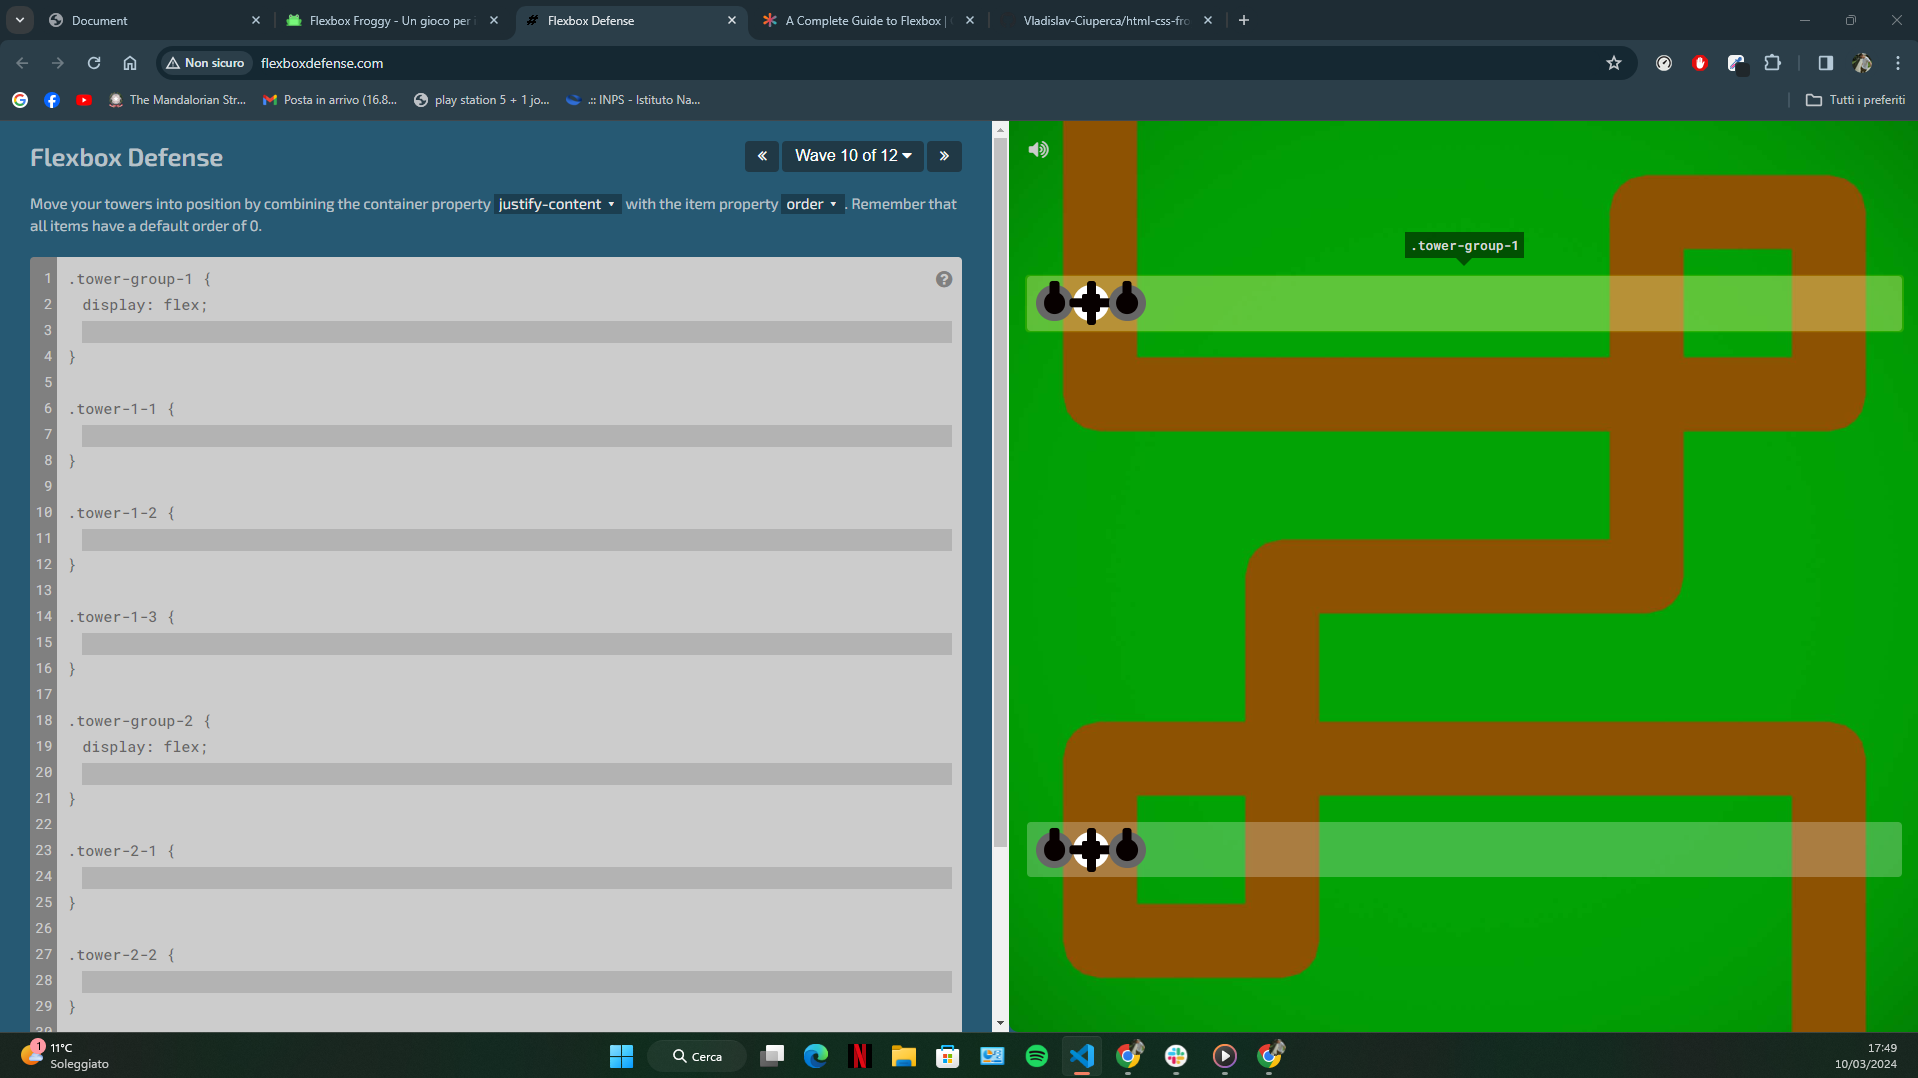 Document
Flexbox Froggy - Un gioco per i
Flexbox Defense
A Complete Guide to Flexbox |
Vladislav-Ciuperca/html-css-fro
Non sicuro
flexboxdefense.com
The Mandalorian Str...
Posta in arrivo (16.8...
play station 5 + 1 jo...
.:: INPS - Istituto Na...
Tutti i preferiti
Flexbox Defense
« Wave 10 of 12 »
Move your towers into position by combining the container property justify-content with the item property order . Remember that
all items have a default order of 0.
1 .tower-group-1 {
2 display: flex;
3
4 }
5
6 .tower-1-1 {
7
8 }
9
10 .tower-1-2 {
11
12 }
13
14 .tower-1-3 {
15
16 }
17
18 .tower-group-2 {
19 display: flex;
20
21 }
22
23 .tower-2-1 {
24
25 }
26
27 .tower-2-2 {
28
29 }
30
?
.tower-group-1
1
11°C
Soleggiato
Cerca
17:49
10/03/2024